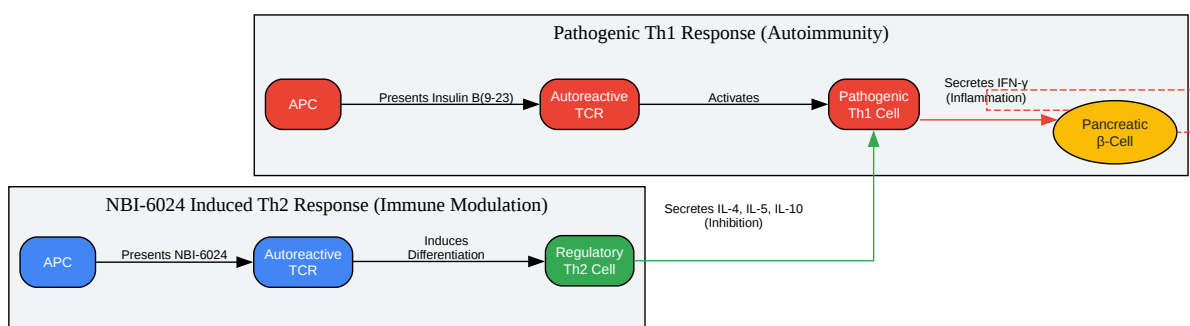 Pathogenic Th1 Response (Autoimmunity)
APC
Presents Insulin B(9-23)
Autoreactive
TCR
Activates
Pathogenic
Th1 Cell
Secretes IFN-γ
(Inflammation)
Pancreatic
β-Cell
NBI-6024 Induced Th2 Response (Immune Modulation)
APC
Presents NBI-6024
Autoreactive
TCR
Induces
Differentiation
Regulatory
Th2 Cell
Secretes IL-4, IL-5, IL-10
(Inhibition)